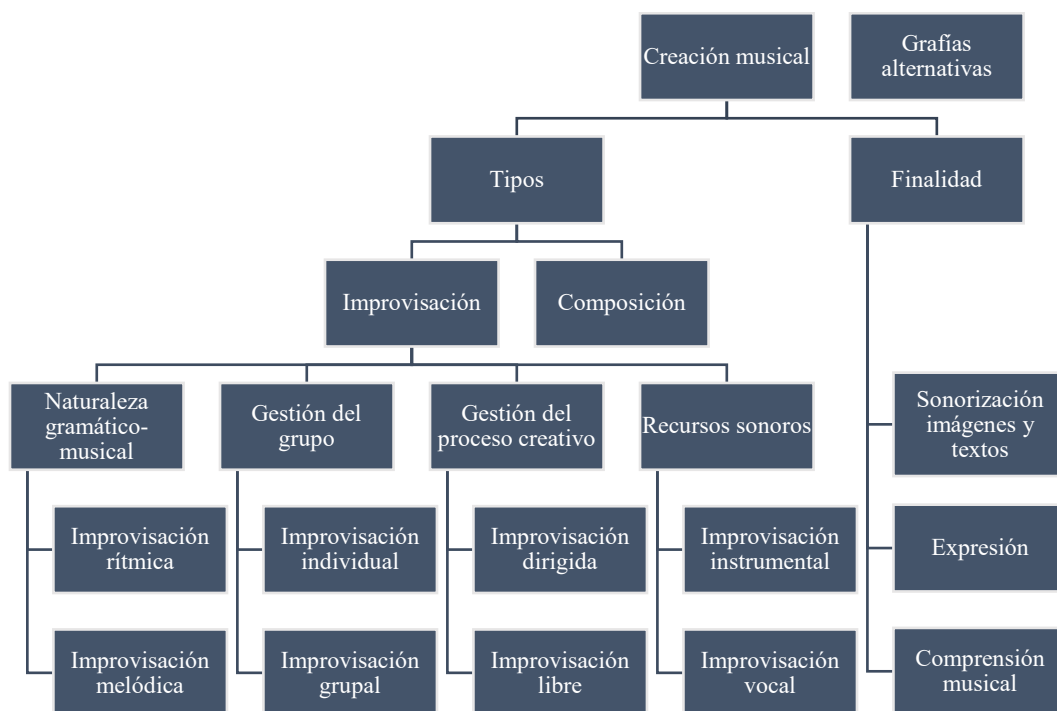 Creación musical
Grafías
alternativas
Tipos
Finalidad
Improvisación
Composición
Naturaleza
gramático-
musical
Gestión del
grupo
Gestión del
proceso creativo
Recursos sonoros
Sonorización
imágenes y
textos
Improvisación
rítmica
Improvisación
individual
Improvisación
dirigida
Improvisación
instrumental
Expresión
Improvisación
melódica
Improvisación
grupal
Improvisación
libre
Improvisación
vocal
Comprensión
musical